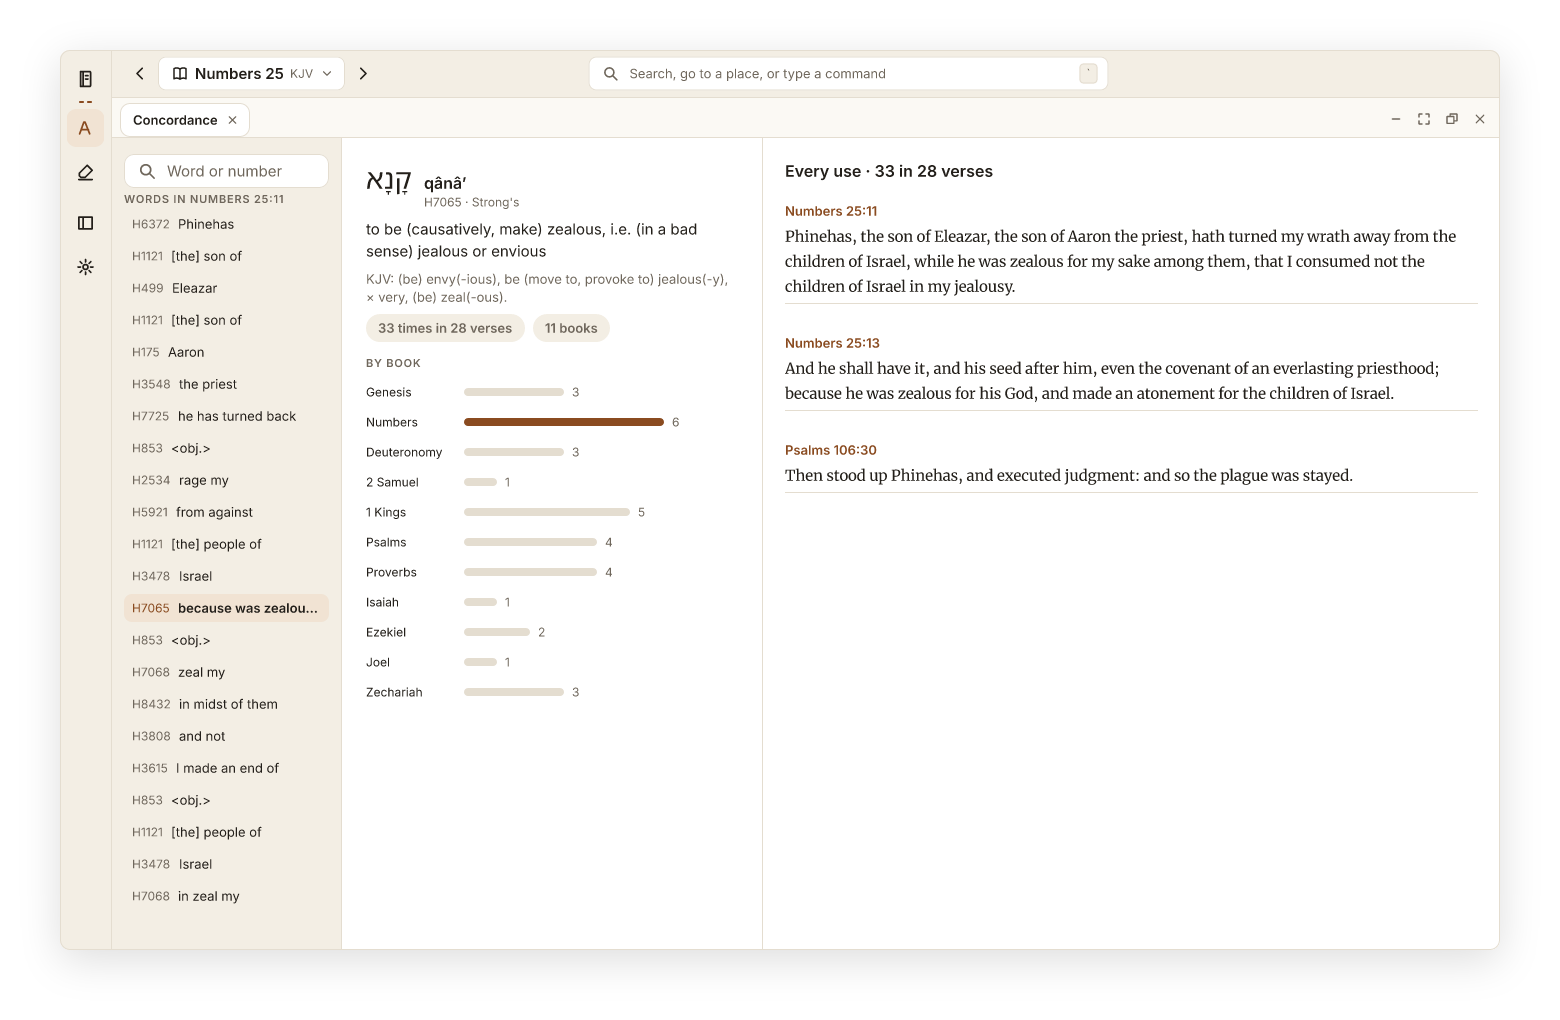 Numbers 25 KJV
Search, go to a place, or type a command
A
Concordance
Word or number
WORDS IN NUMBERS 25:11
H6372 Phinehas
H1121 [the] son of
H499 Eleazar
H1121 [the] son of
H175 Aaron
H3548 the priest
H7725 he has turned back
H853 <obj.>
H2534 rage my
H5921 from against
H1121 [the] people of
H3478 Israel
H7065 because was zealou...
H853 <obj.>
H7068 zeal my
H8432 in midst of them
H3808 and not
H3615 I made an end of
H853 <obj.>
H1121 [the] people of
H3478 Israel
H7068 in zeal my
קָנָא qânâʼ
H7065 · Strong's
to be (causatively, make) zealous, i.e. (in a bad
sense) jealous or envious
KJV: (be) envy(-ious), be (move to, provoke to) jealous(-y),
× very, (be) zeal(-ous).
33 times in 28 verses 11 books
BY BOOK
Genesis 3
Numbers 6
Deuteronomy 3
2 Samuel 1
1 Kings 5
Psalms 4
Proverbs 4
Isaiah 1
Ezekiel 2
Joel 1
Zechariah 3
Every use · 33 in 28 verses
Numbers 25:11
Phinehas, the son of Eleazar, the son of Aaron the priest, hath turned my wrath away from the
children of Israel, while he was zealous for my sake among them, that I consumed not the
children of Israel in my jealousy.
Numbers 25:13
And he shall have it, and his seed after him, even the covenant of an everlasting priesthood;
because he was zealous for his God, and made an atonement for the children of Israel.
Psalms 106:30
Then stood up Phinehas, and executed judgment: and so the plague was stayed.